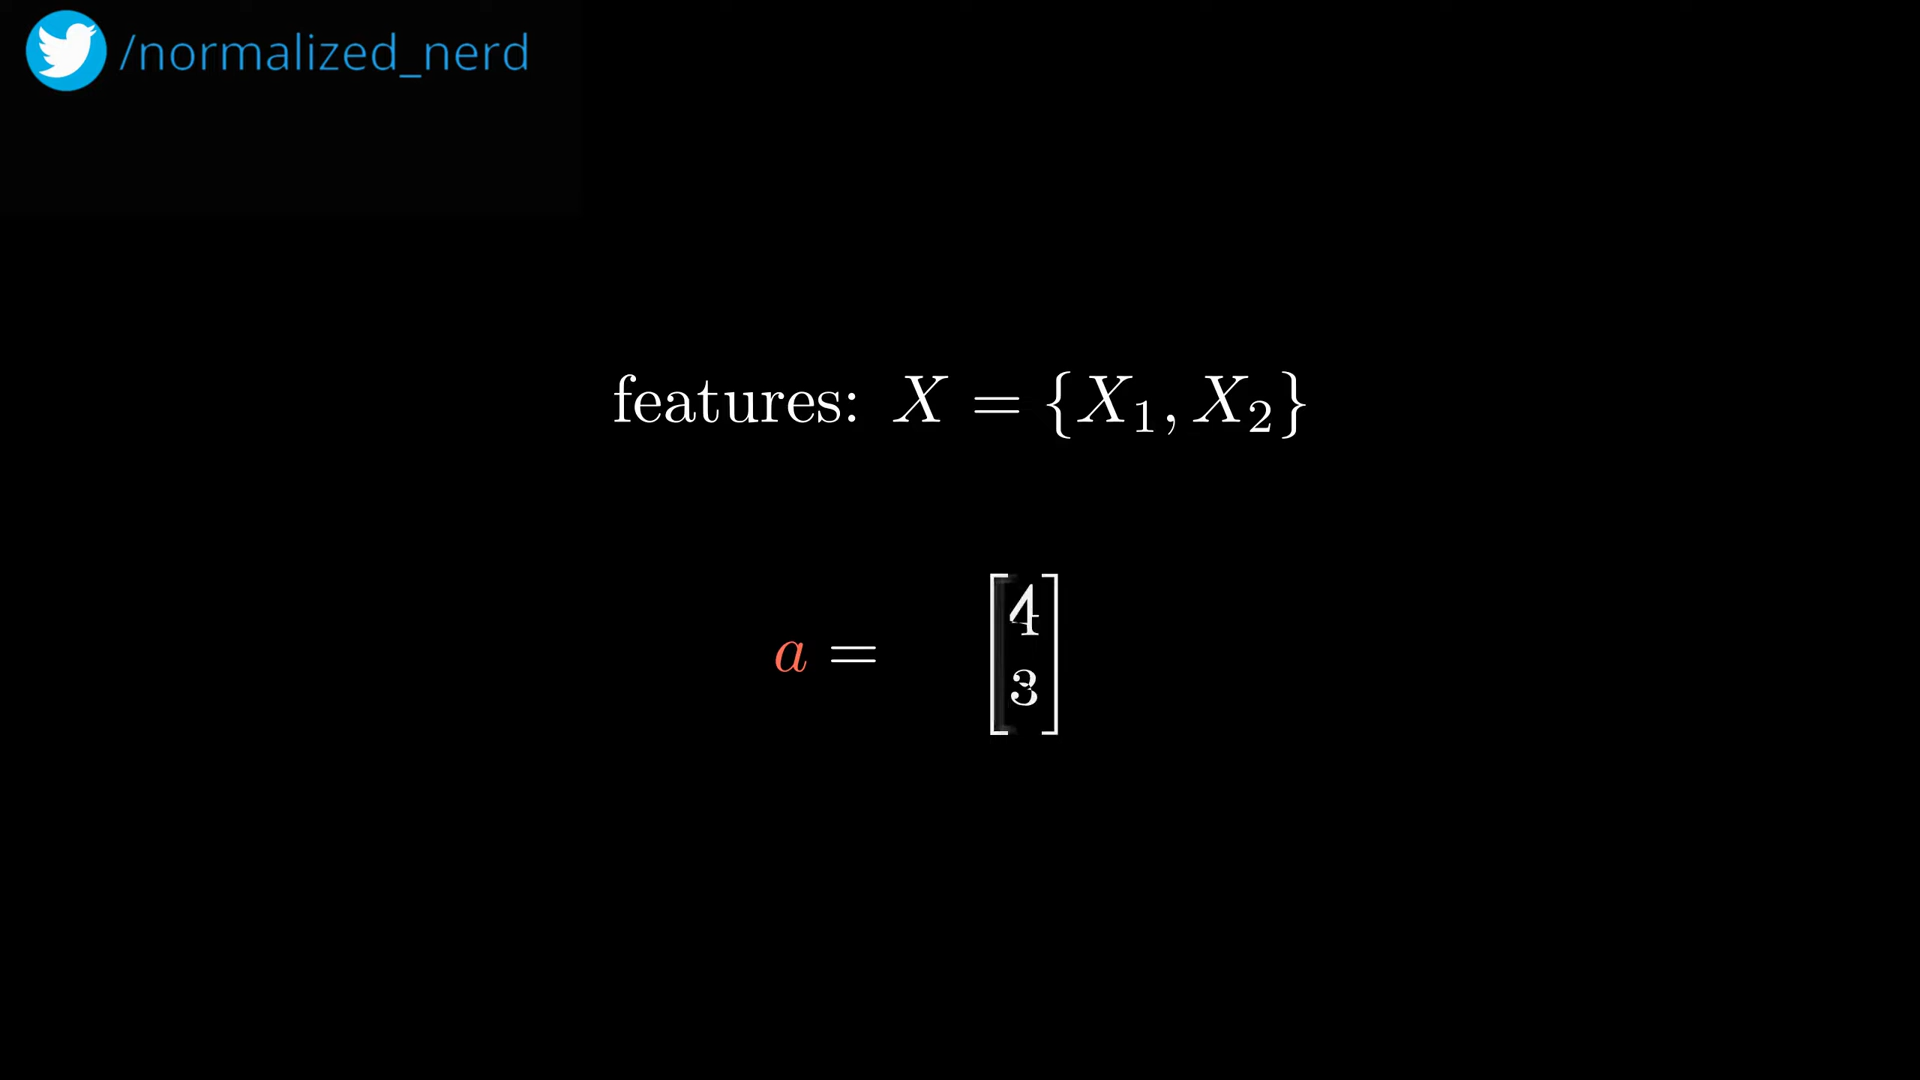 /normalized_nerd
features: X = {X₁, X₂}
a = [4
3]